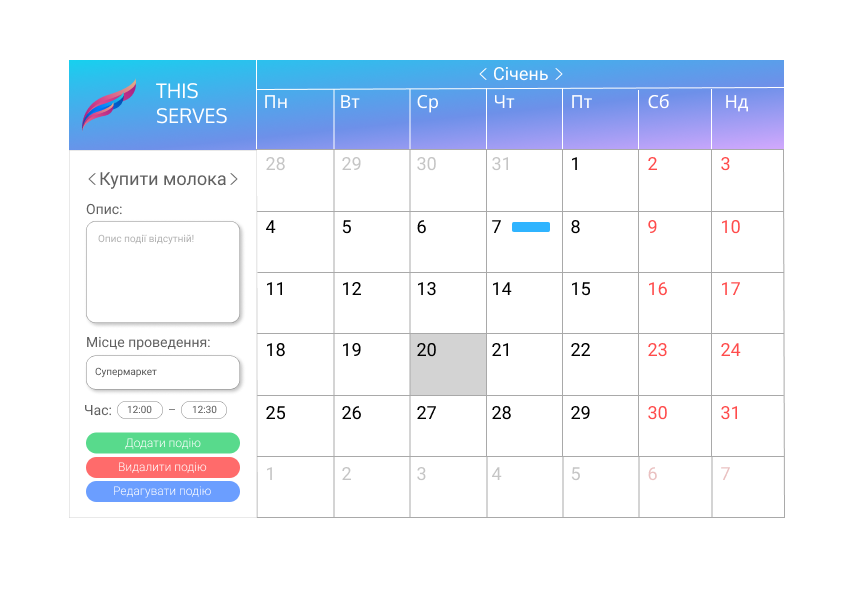 THIS
SERVES
< Січень >
Пн Вт Ср Чт Пт Сб Нд
<Купити молока>
Опис:
Опис події відсутній!
Місце проведення:
Супермаркет
Час: 12:00 – 12:30
Додати подію
Видалити подію
Редагувати подію
28 29 30 31 1 2 3
4 5 6 7 8 9 10
11 12 13 14 15 16 17
18 19 20 21 22 23 24
25 26 27 28 29 30 31
1 2 3 4 5 6 7